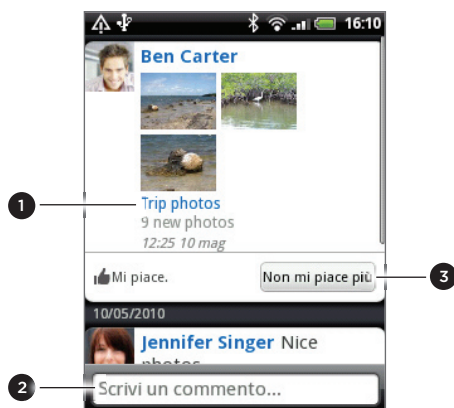 16:10
Ben Carter
1
Trip photos
9 new photos
12:25 10 mag
Mi piace.
Non mi piace più
3
10/05/2010
Jennifer Singer Nice
photos
2
Scrivi un commento...